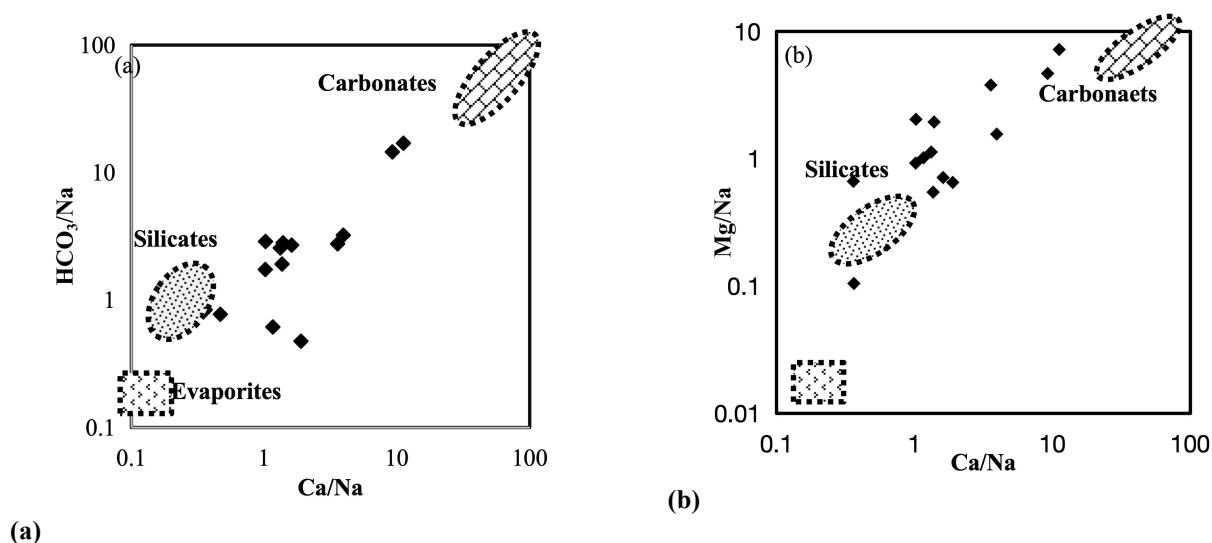 100
(a)
Carbonates
10
HCO3/Na
Silicates
1
Evaporites
0.1
0.1 1 10 100
Ca/Na
(a)
10
(b)
Carbonaets
1
Silicates
Mg/Na
0.1
0.01
0.1 1 10 100
Ca/Na
(b)